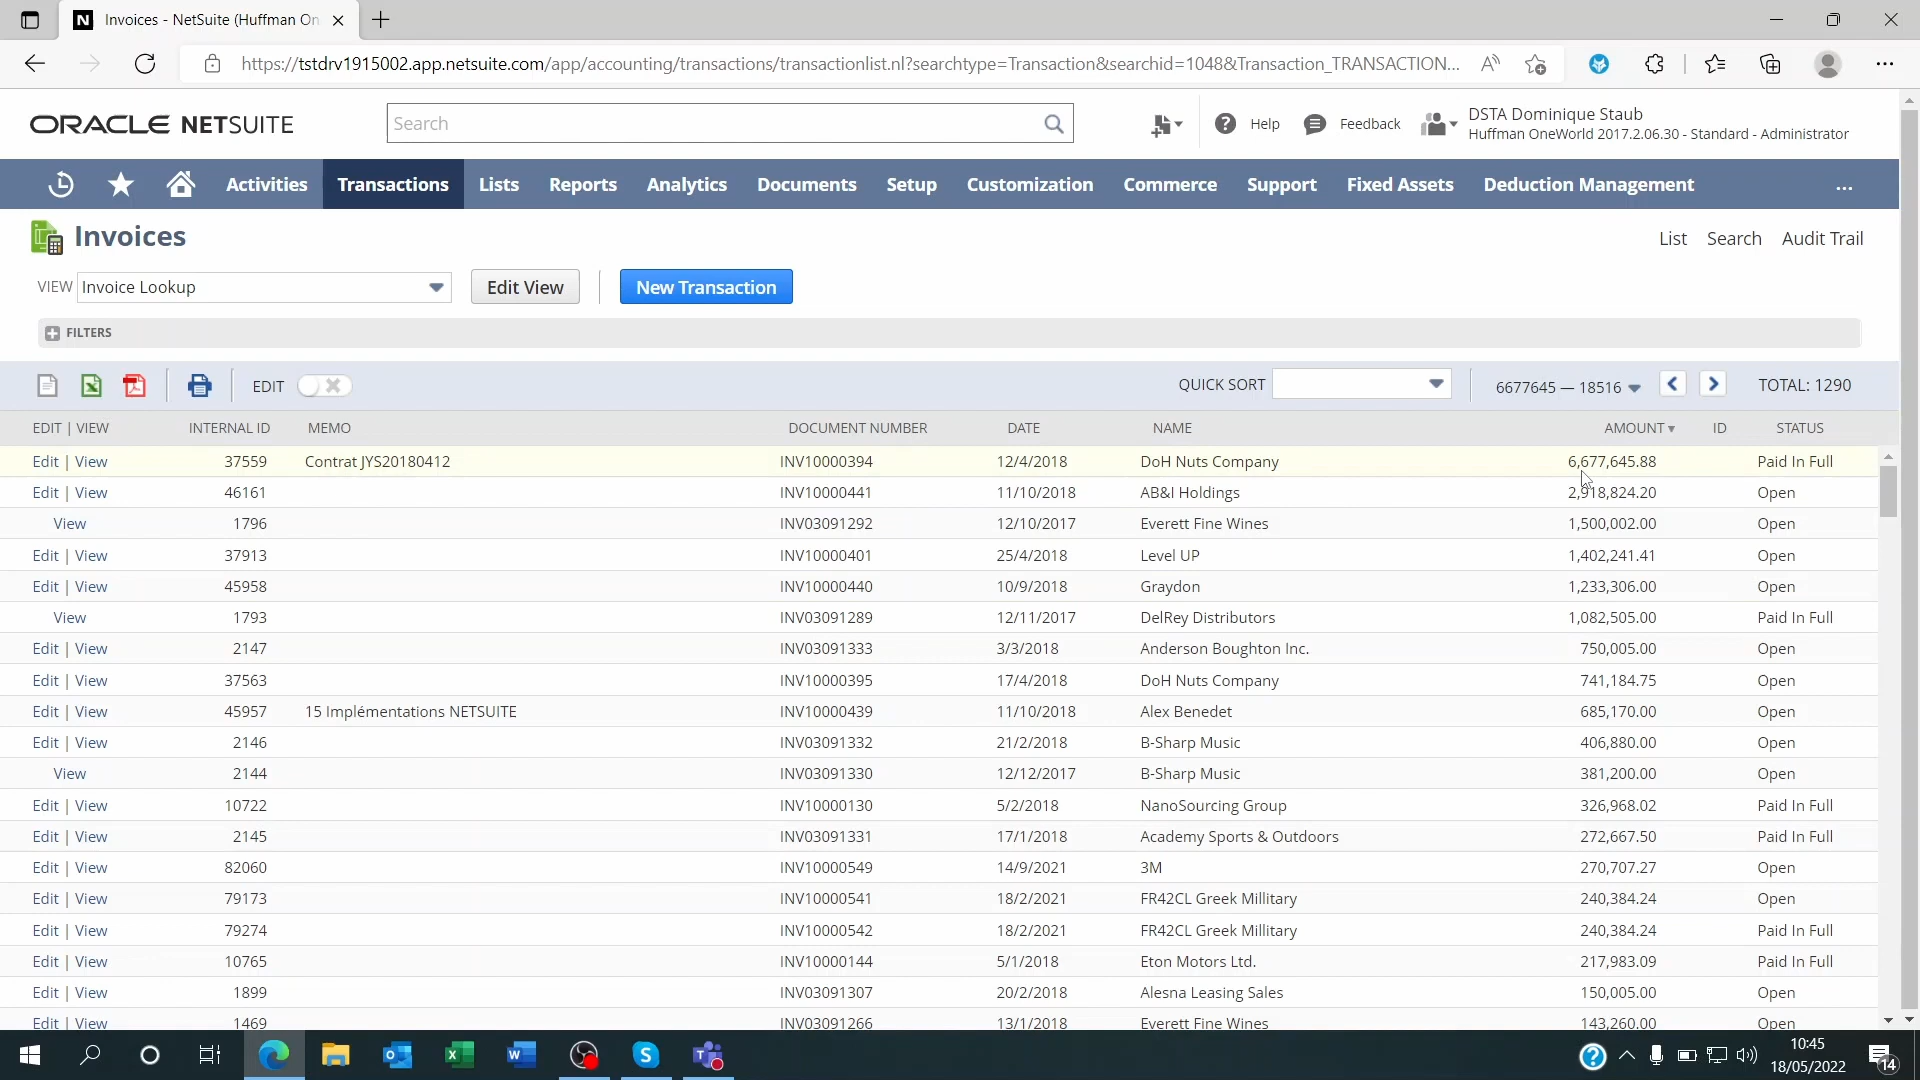 Invoices - NetSuite (Huffman On
https://tstdrv1915002.app.netsuite.com/app/accounting/transactions/transactionlist.nl?searchtype=Transaction&searchid=1048&Transaction_TRANSACTION...
ORACLE NETSUITE
Search
Help
Feedback
DSTA Dominique Staub
Huffman OneWorld 2017.2.06.30 - Standard - Administrator
Activities Transactions Lists Reports Analytics Documents Setup Customization Commerce Support Fixed Assets Deduction Management ...
Invoices
List Search Audit Trail
VIEW Invoice Lookup Edit View New Transaction
FILTERS
EDIT QUICK SORT 6677645 — 18516 TOTAL: 1290
EDIT | VIEW INTERNAL ID MEMO DOCUMENT NUMBER DATE NAME AMOUNT▼ ID STATUS
Edit | View 37559 Contrat JYS20180412 INV10000394 12/4/2018 DoH Nuts Company 6,677,645.88 Paid In Full
Edit | View 46161 INV10000441 11/10/2018 AB&I Holdings 2,918,824.20 Open
View 1796 INV03091292 12/10/2017 Everett Fine Wines 1,500,002.00 Open
Edit | View 37913 INV10000401 25/4/2018 Level UP 1,402,241.41 Open
Edit | View 45958 INV10000440 10/9/2018 Graydon 1,233,306.00 Open
View 1793 INV03091289 12/11/2017 DelRey Distributors 1,082,505.00 Paid In Full
Edit | View 2147 INV03091333 3/3/2018 Anderson Boughton Inc. 750,005.00 Open
Edit | View 37563 INV10000395 17/4/2018 DoH Nuts Company 741,184.75 Open
Edit | View 45957 15 Implémentations NETSUITE INV10000439 11/10/2018 Alex Benedet 685,170.00 Open
Edit | View 2146 INV03091332 21/2/2018 B-Sharp Music 406,880.00 Open
View 2144 INV03091330 12/12/2017 B-Sharp Music 381,200.00 Open
Edit | View 10722 INV10000130 5/2/2018 NanoSourcing Group 326,968.02 Paid In Full
Edit | View 2145 INV03091331 17/1/2018 Academy Sports & Outdoors 272,667.50 Paid In Full
Edit | View 82060 INV10000549 14/9/2021 3M 270,707.27 Open
Edit | View 79173 INV10000541 18/2/2021 FR42CL Greek Millitary 240,384.24 Open
Edit | View 79274 INV10000542 18/2/2021 FR42CL Greek Millitary 240,384.24 Paid In Full
Edit | View 10765 INV10000144 5/1/2018 Eton Motors Ltd. 217,983.09 Paid In Full
Edit | View 1899 INV03091307 20/2/2018 Alesna Leasing Sales 150,005.00 Open
Edit | View 1469 INV03091266 13/1/2018 Everett Fine Wines 143,260.00 Open
10:45
18/05/2022
14